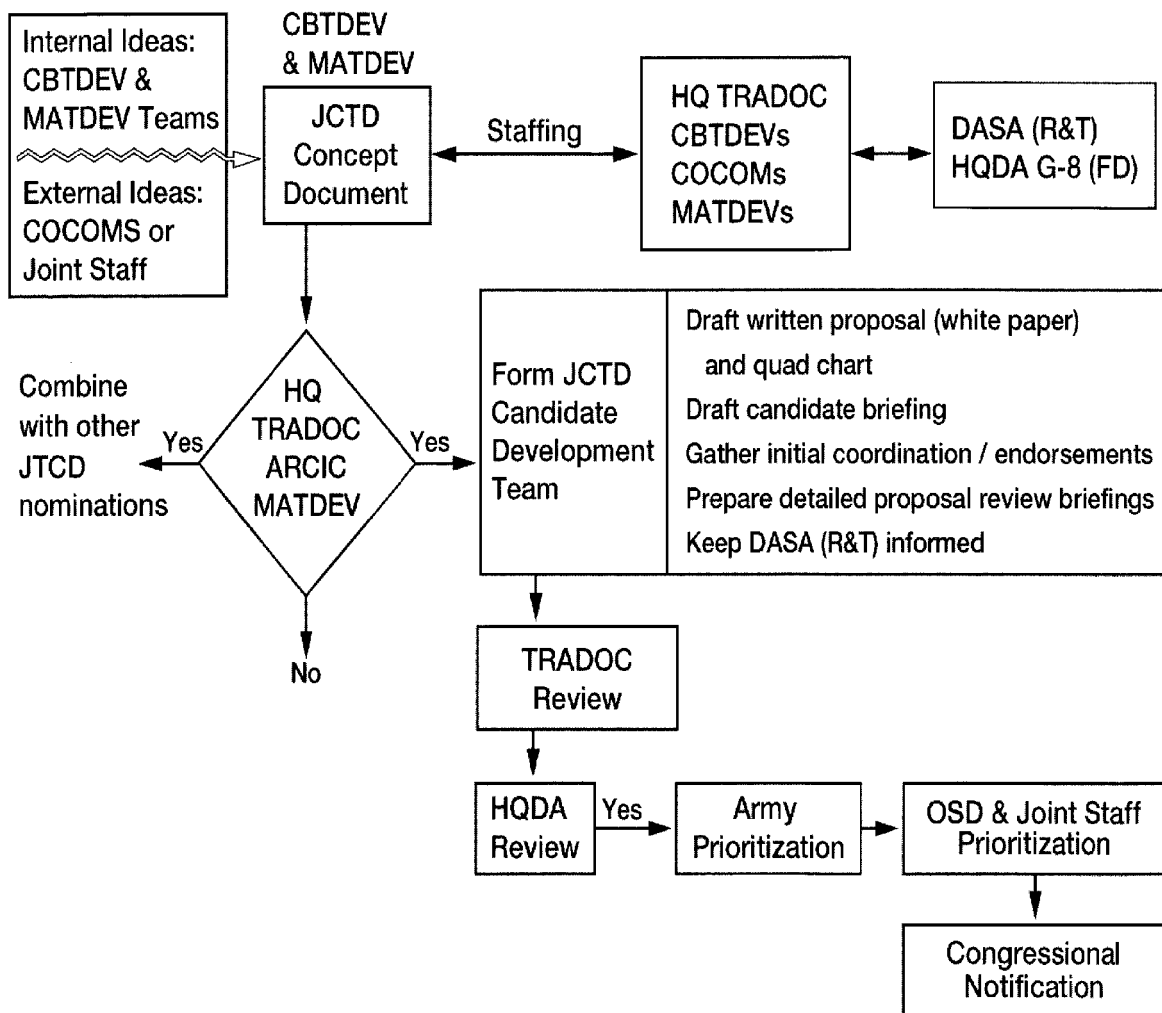 Internal Ideas:
CBTDEV &
MATDEV Teams
External Ideas:
COCOMS or
Joint Staff
CBTDEV
& MATDEV
JCTD
Concept
Document
Staffing
HQ TRADOC
CBTDEVs
COCOMs
MATDEVs
DASA (R&T)
HQDA G-8 (FD)
Combine
with other
JTCD
nominations
Yes
HQ
TRADOC
ARCIC
MATDEV
Yes
No
Form JCTD
Candidate
Development
Team
Draft written proposal (white paper)
and quad chart
Draft candidate briefing
Gather initial coordination / endorsements
Prepare detailed proposal review briefings
Keep DASA (R&T) informed
TRADOC
Review
HQDA
Review
Yes
Army
Prioritization
OSD & Joint Staff
Prioritization
Congressional
Notification